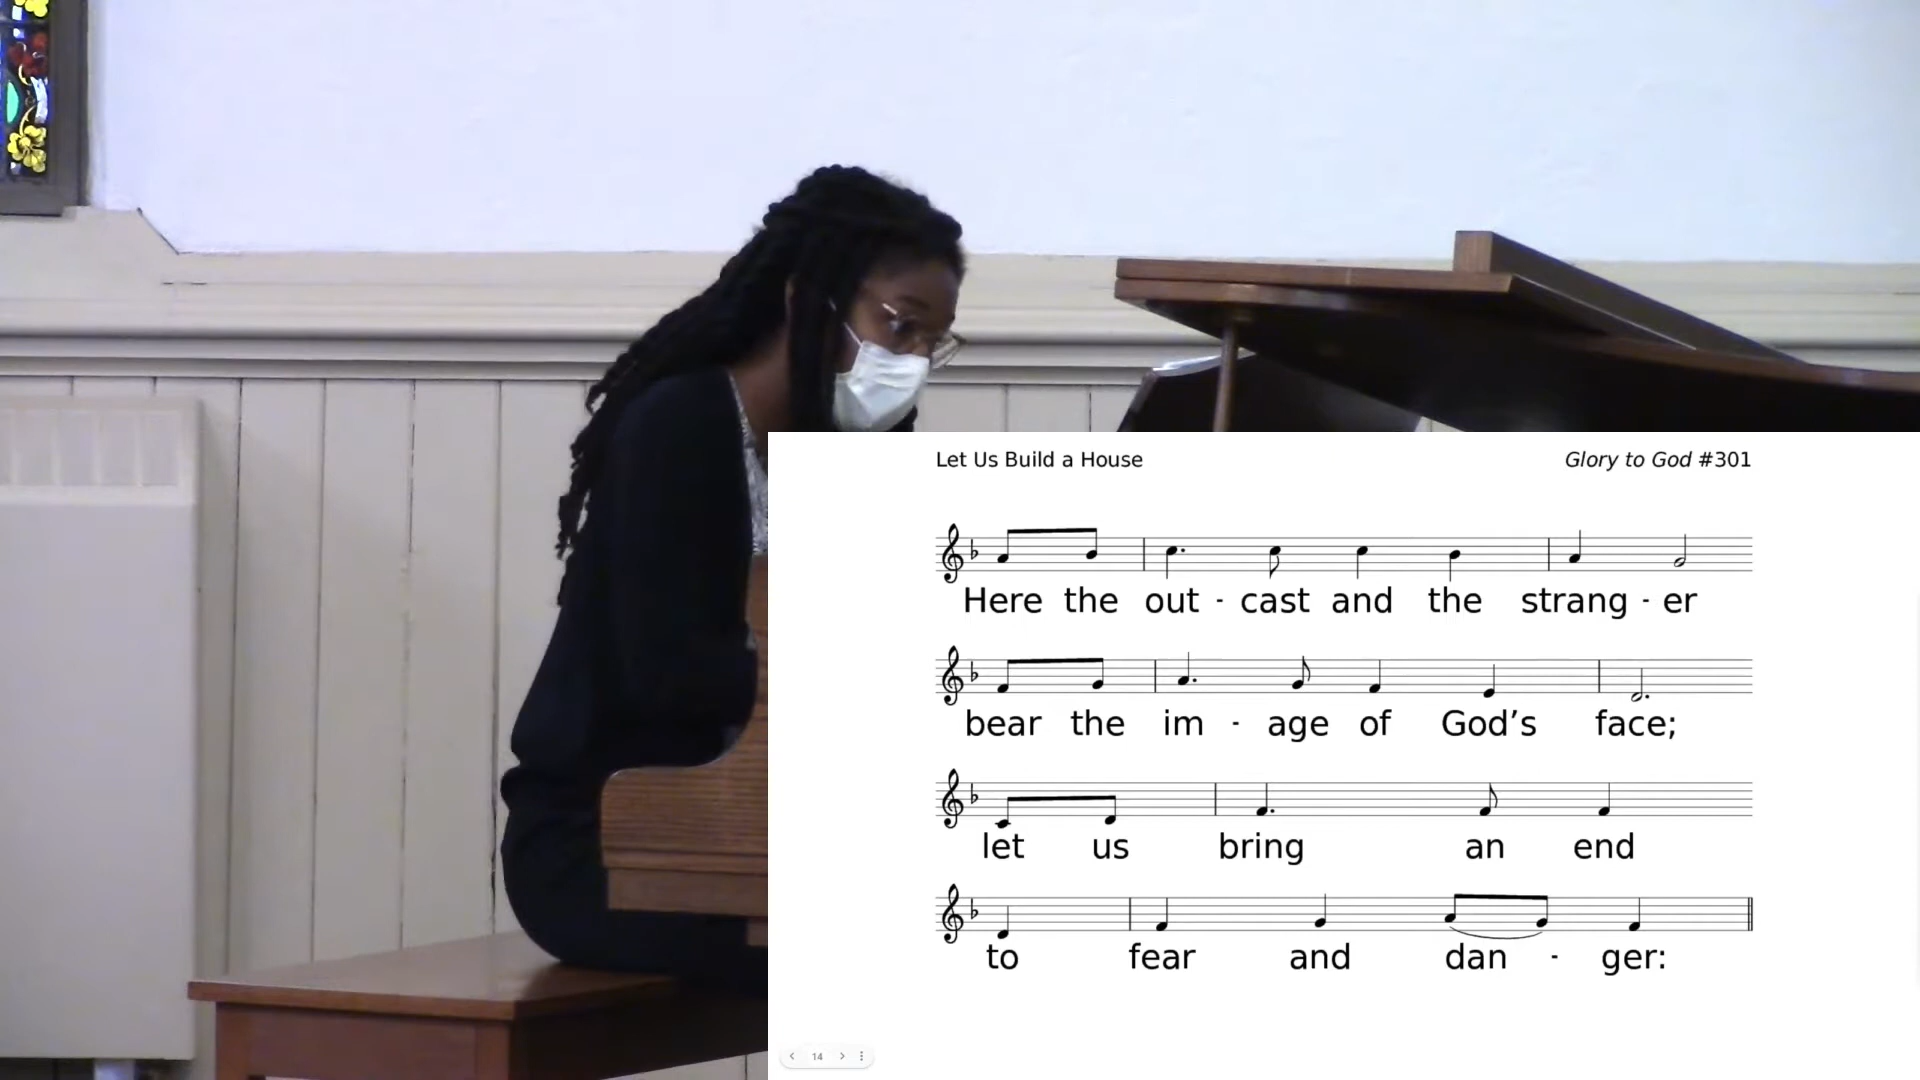 Let Us Build a House
Glory to God #301
Here the out - cast and the strang - er
bear the im - age of God’s face;
let us bring an end
to fear and dan - ger:
14